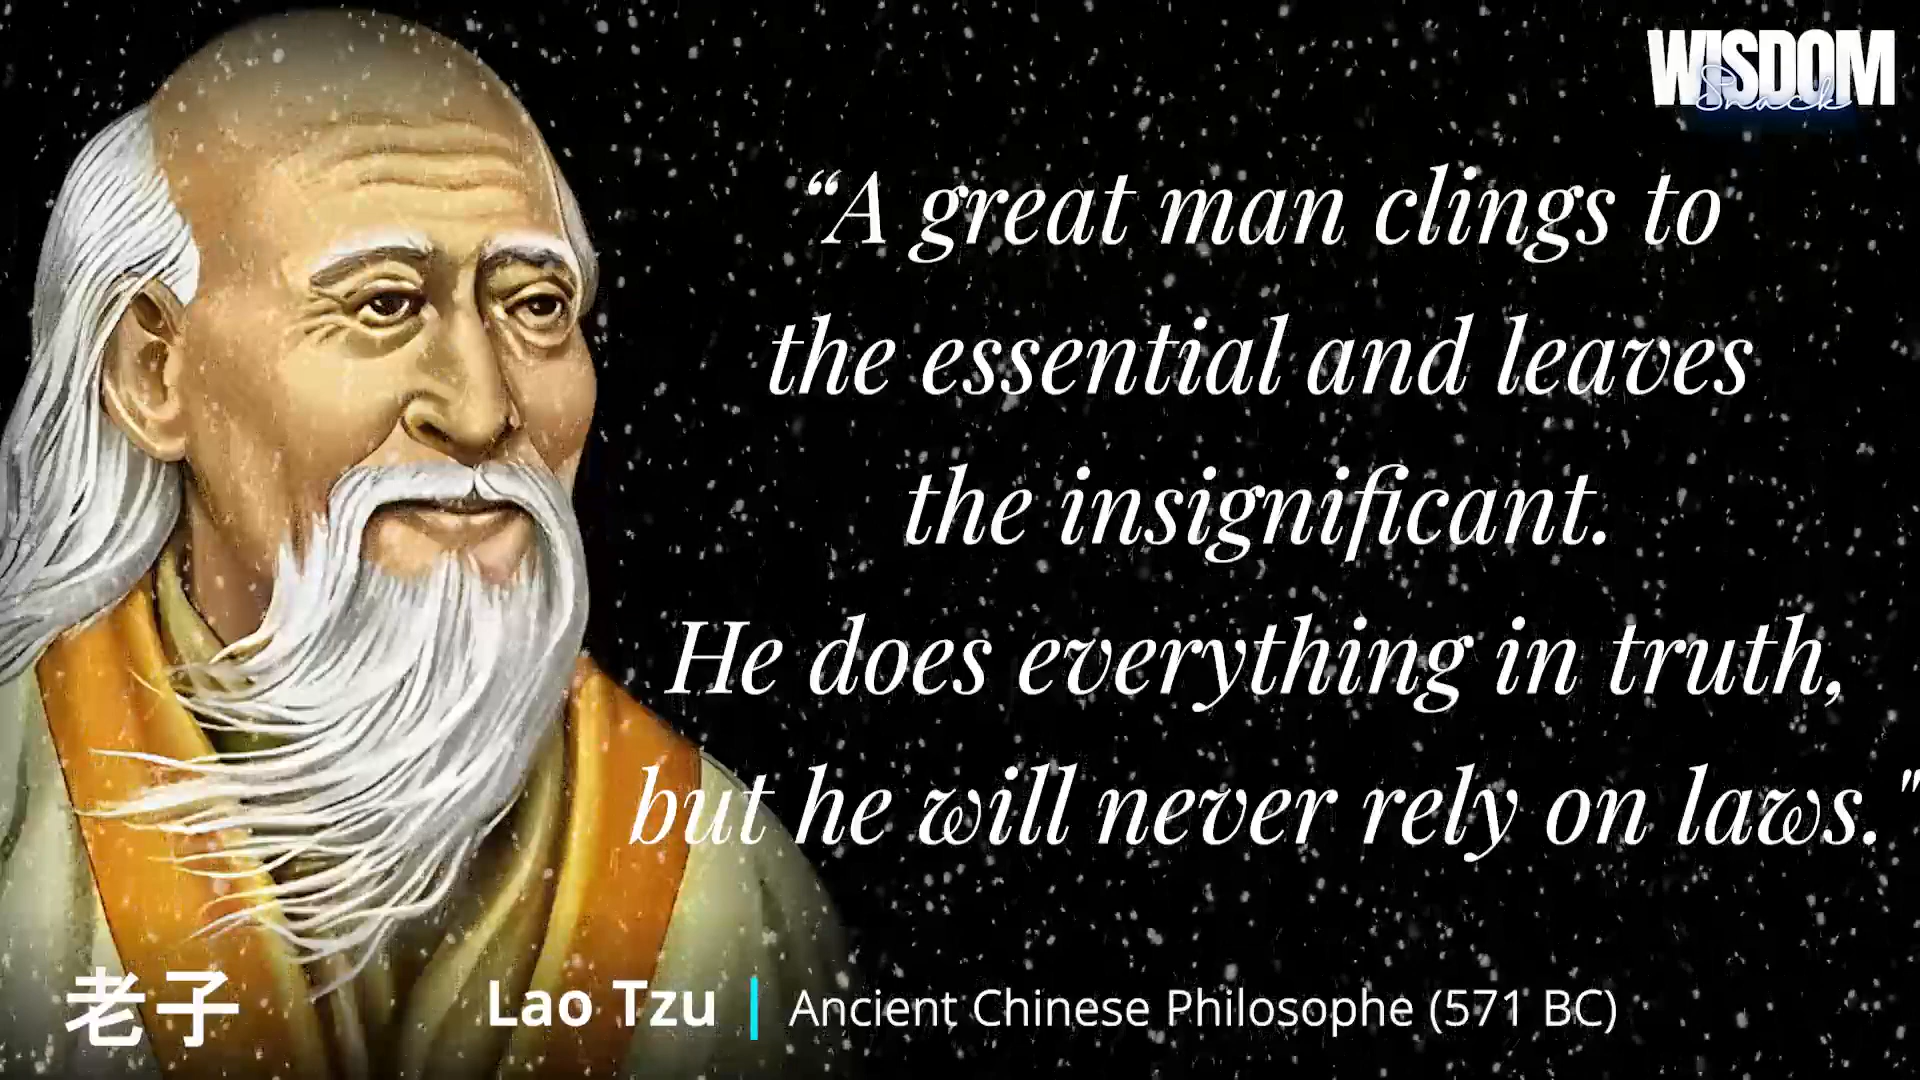 WISDOM
Snack
“A great man clings to
the essential and leaves
the insignificant.
He does everything in truth,
but he will never rely on laws."
老子
Lao Tzu | Ancient Chinese Philosophe (571 BC)